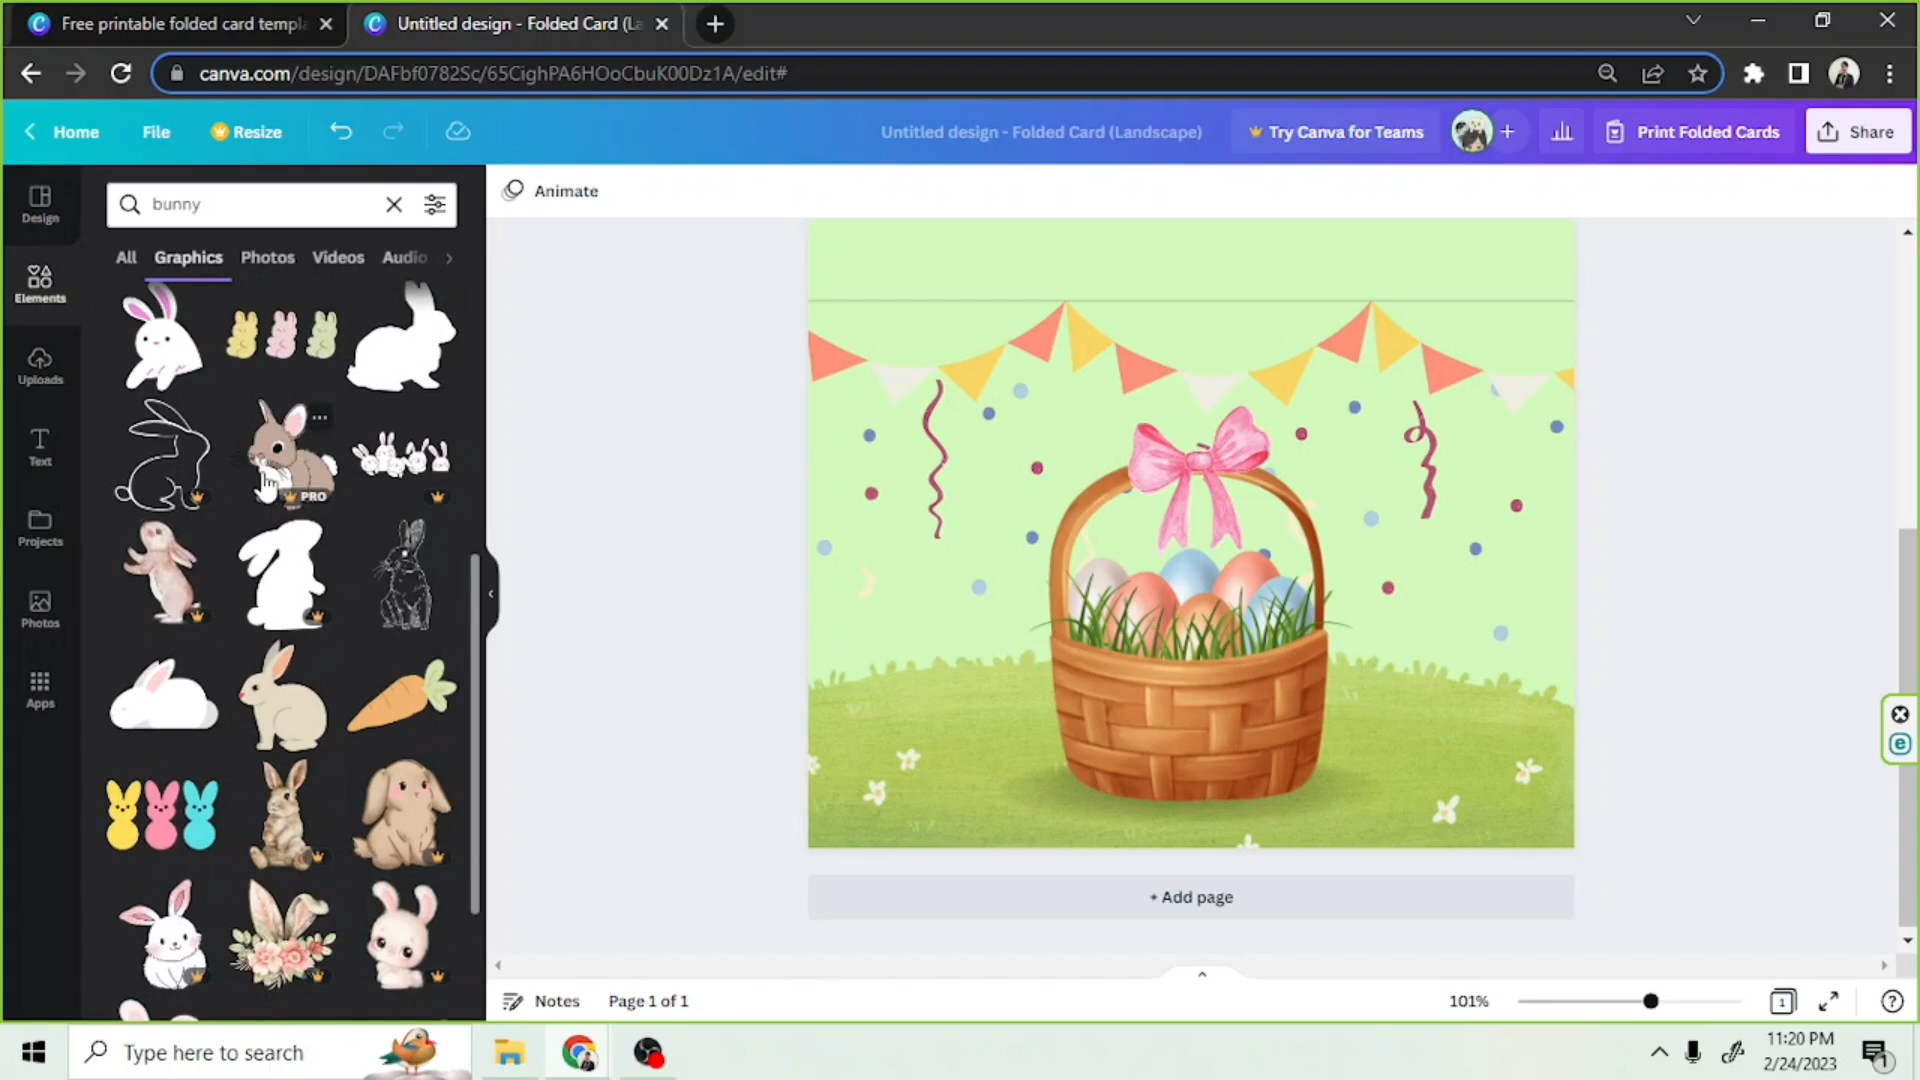 Free printable folded card templ
Untitled design - Folded Card (La
canva.com/design/DAFbf0782Sc/65CighPA6HOoCbuK00Dz1A/edit#
Home
File
Resize
Untitled design - Folded Card (Landscape)
Try Canva for Teams
Print Folded Cards
Share
Design
Elements
Uploads
Text
Projects
Photos
Apps
bunny
All
Graphics
Photos
Videos
Audio
PRO
Animate
+ Add page
Notes
Page 1 of 1
101%
1
Type here to search
11:20 PM
2/24/2023
1